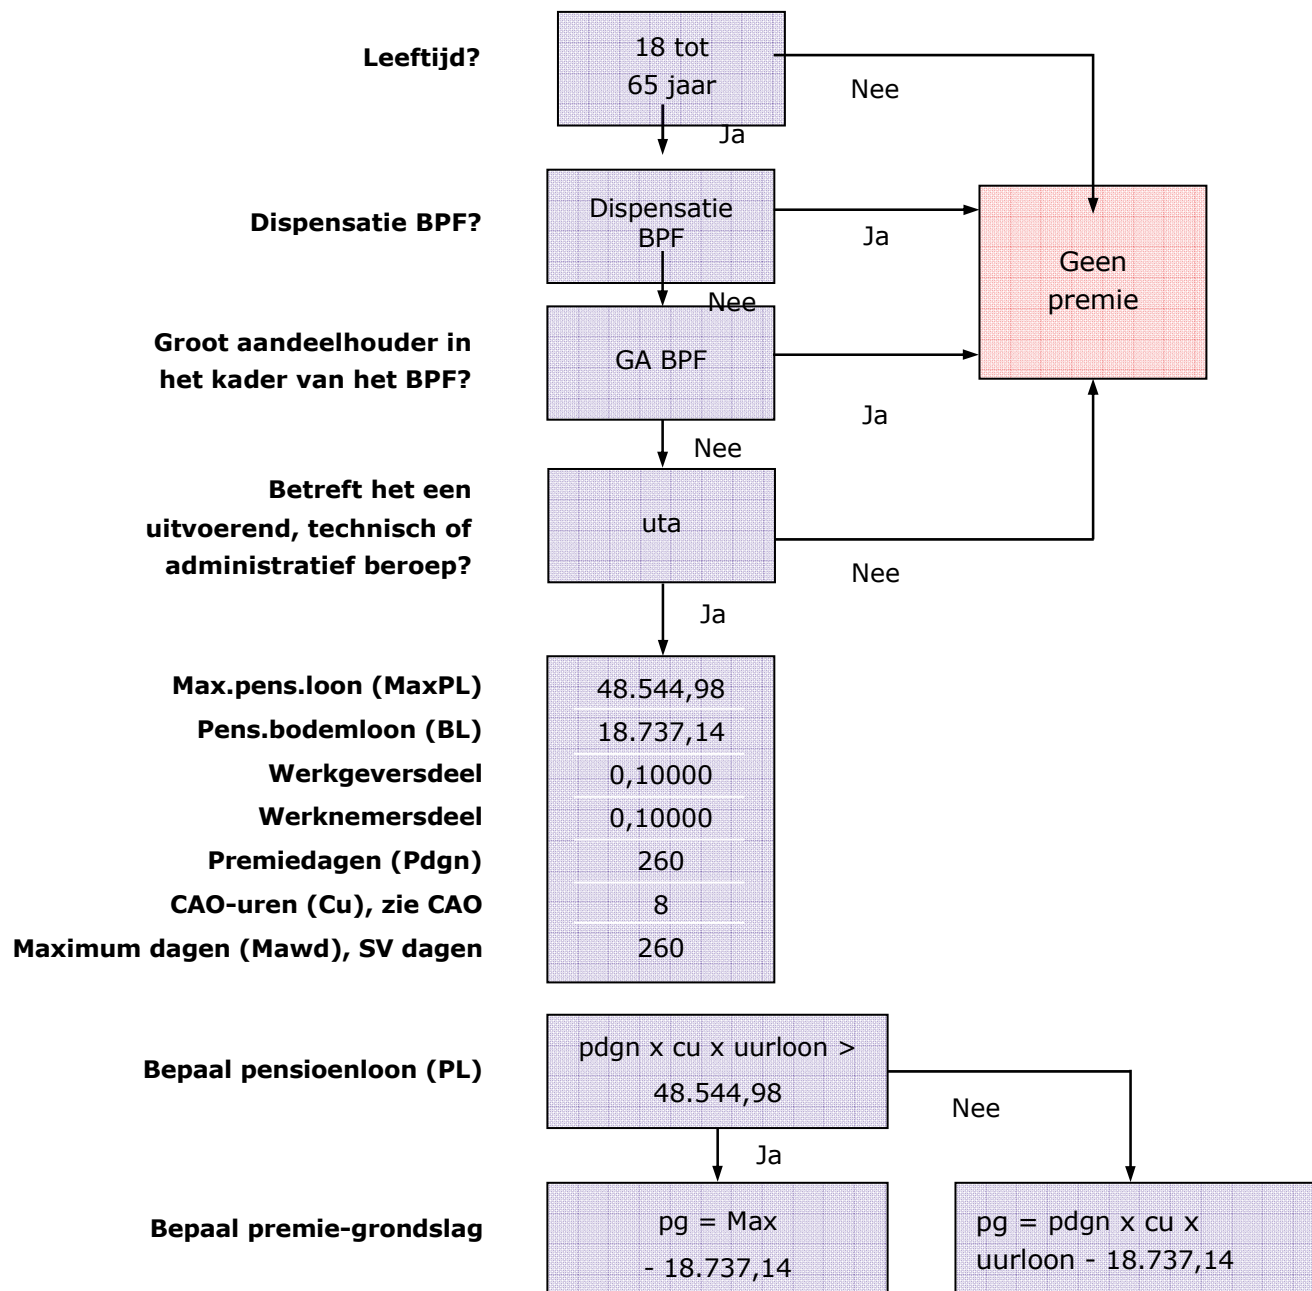 Leeftijd?
18 tot
65 jaar
Nee
Ja
Dispensatie BPF?
Dispensatie
BPF
Ja
Nee
Geen
premie
Groot aandeelhouder in
het kader van het BPF?
GA BPF
Ja
Nee
Betreft het een
uitvoerend, technisch of
administratief beroep?
uta
Nee
Ja
Max.pens.loon (MaxPL) 48.544,98
Pens.bodemloon (BL) 18.737,14
Werkgeversdeel 0,10000
Werknemersdeel 0,10000
Premiedagen (Pdgn) 260
CAO-uren (Cu), zie CAO 8
Maximum dagen (Mawd), SV dagen 260
Bepaal pensioenloon (PL)
pdgn x cu x uurloon >
48.544,98
Nee
Ja
Bepaal premie-grondslag
pg = Max
- 18.737,14
pg = pdgn x cu x
uurloon - 18.737,14